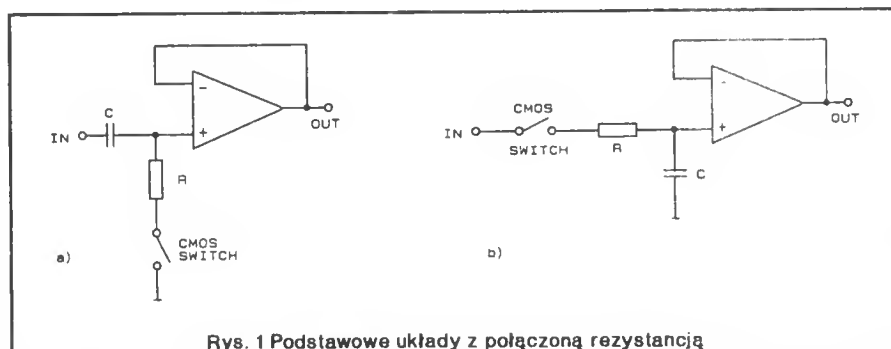 C
IN
−
+
OUT
R
CMOS
SWITCH
a)
IN
CMOS
SWITCH
R
−
+
C
OUT
b)
Rys. 1 Podstawowe układy z połączoną rezystancją